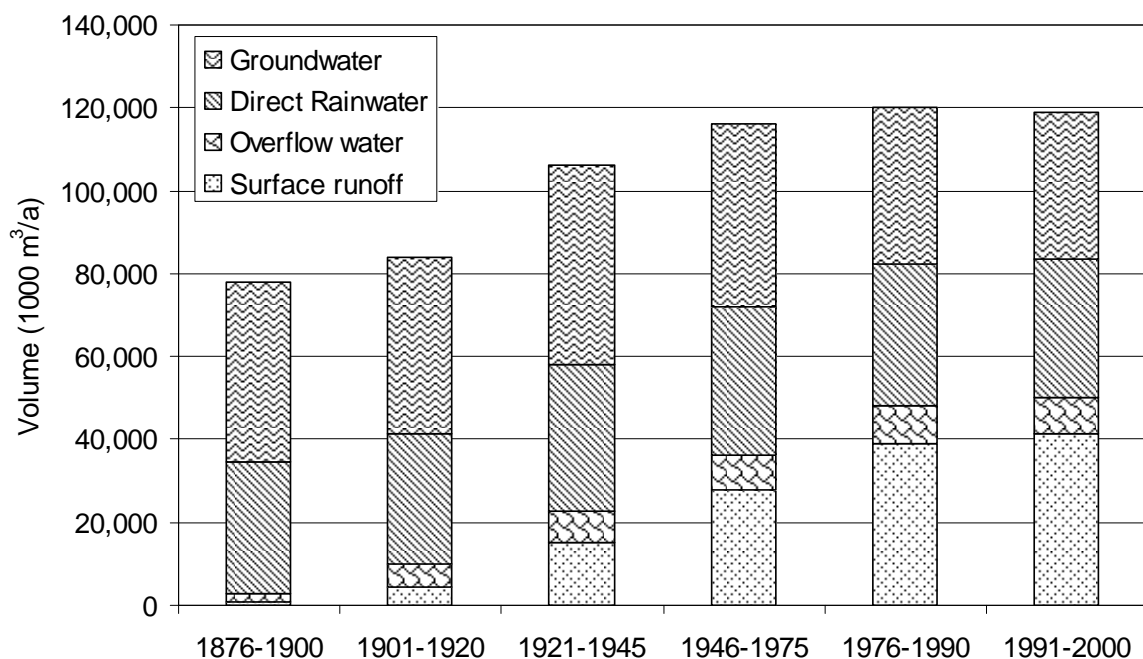 140,000
120,000
100,000
80,000
60,000
40,000
20,000
0
Volume (1000 m³/a)
Groundwater
Direct Rainwater
Overflow water
Surface runoff
1876-1900 1901-1920 1921-1945 1946-1975 1976-1990 1991-2000